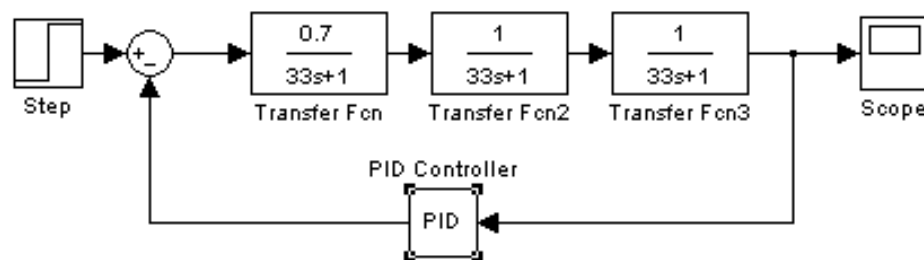 Step
+
−
0.7
33s+1
Transfer Fcn
1
33s+1
Transfer Fcn2
1
33s+1
Transfer Fcn3
Scope
PID Controller
PID